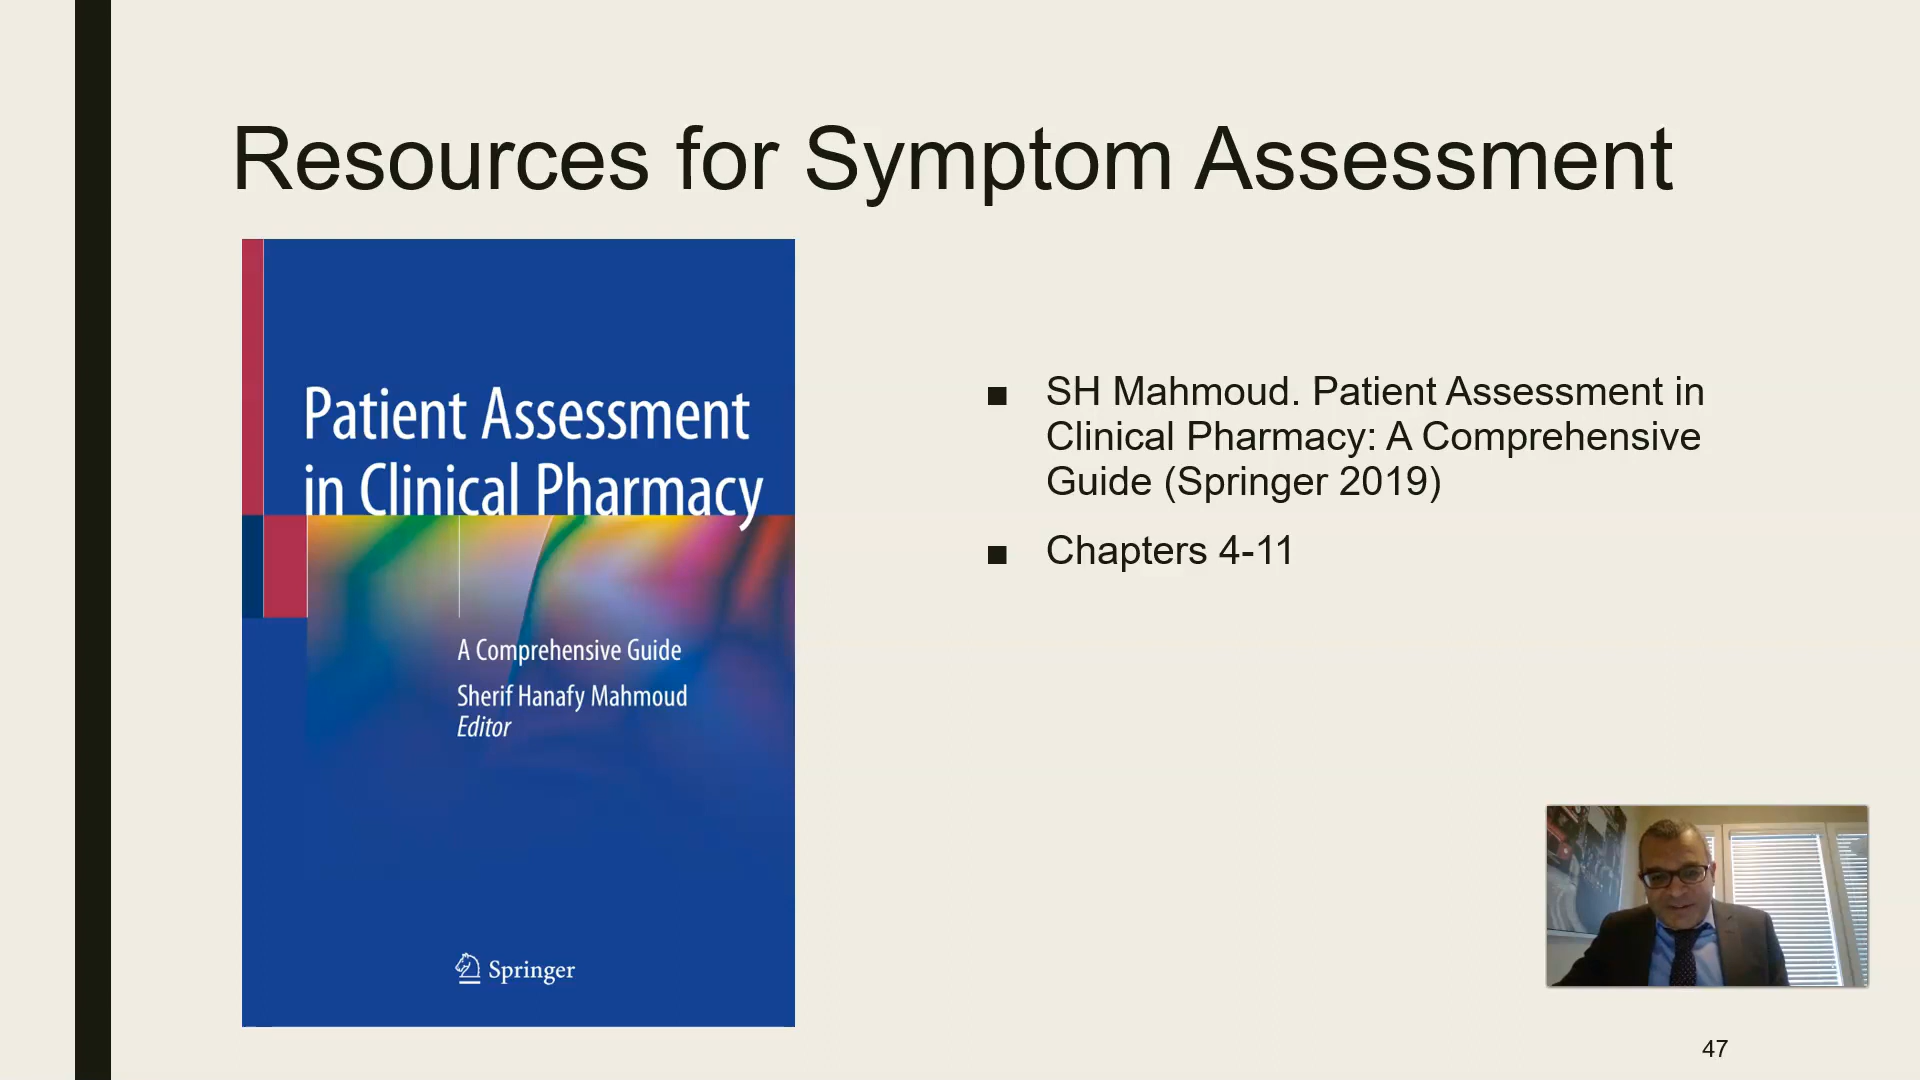 Resources for Symptom Assessment
Patient Assessment
in Clinical Pharmacy
A Comprehensive Guide
Sherif Hanafy Mahmoud
Editor
Springer
■ SH Mahmoud. Patient Assessment in
Clinical Pharmacy: A Comprehensive
Guide (Springer 2019)
■ Chapters 4-11
47